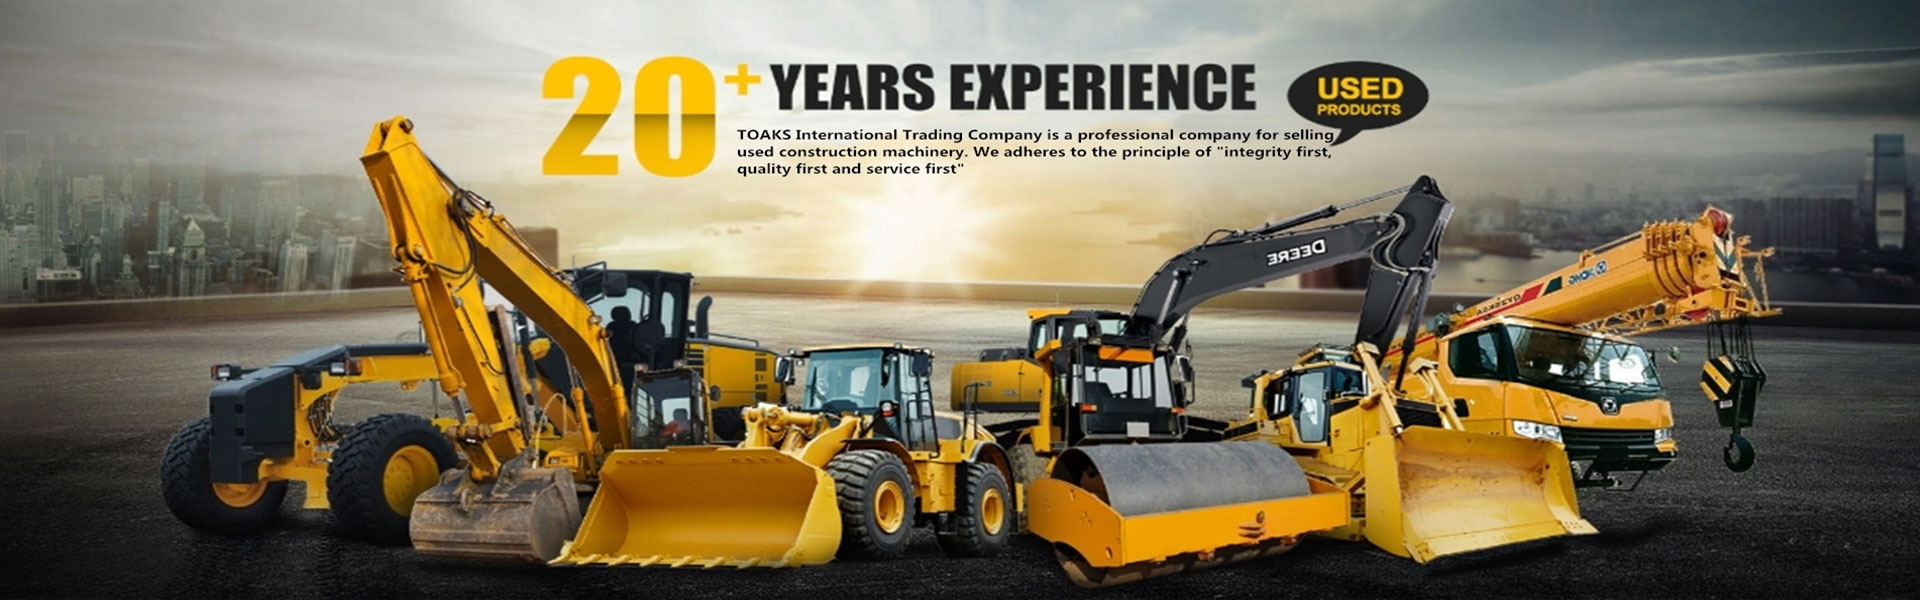 20+ YEARS EXPERIENCE
USED
PRODUCTS
TOAKS International Trading Company is a professional company for selling
used construction machinery. We adheres to the principle of "integrity first,
quality first and service first"
DEERE
XCMG